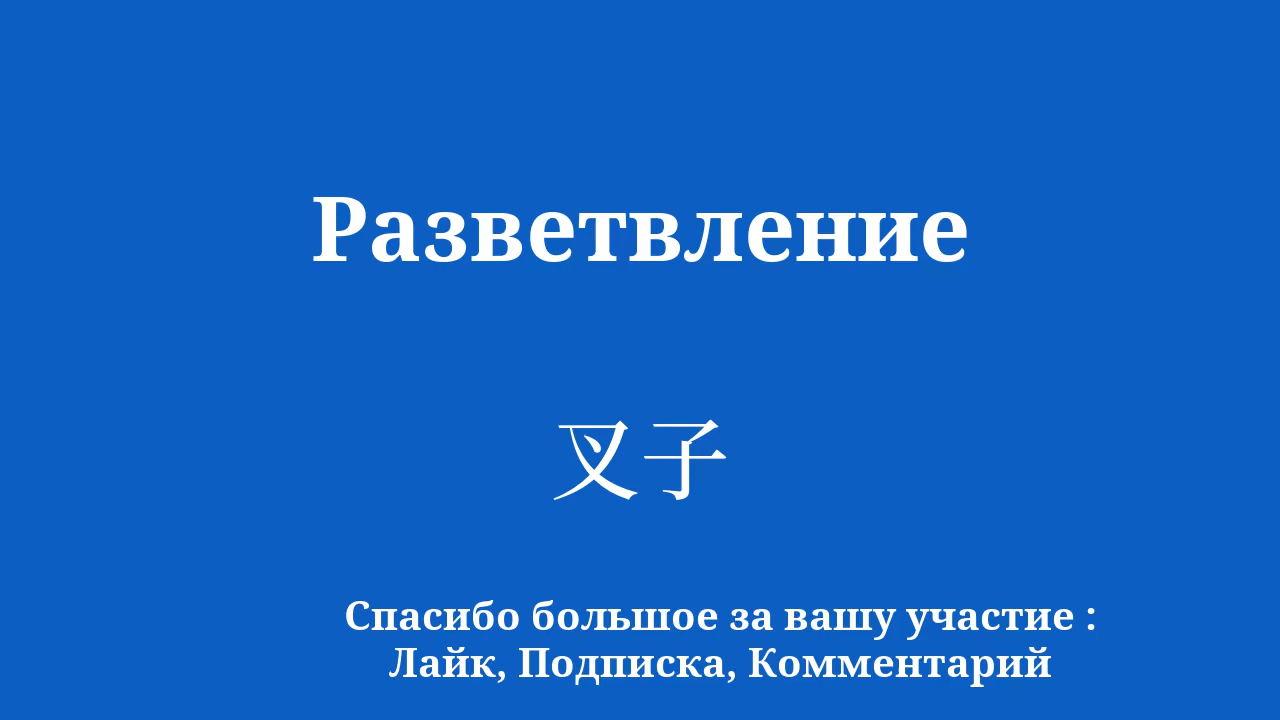 Разветвление
叉子
Спасибо большое за вашу участие :
Лайк, Подписка, Комментарий